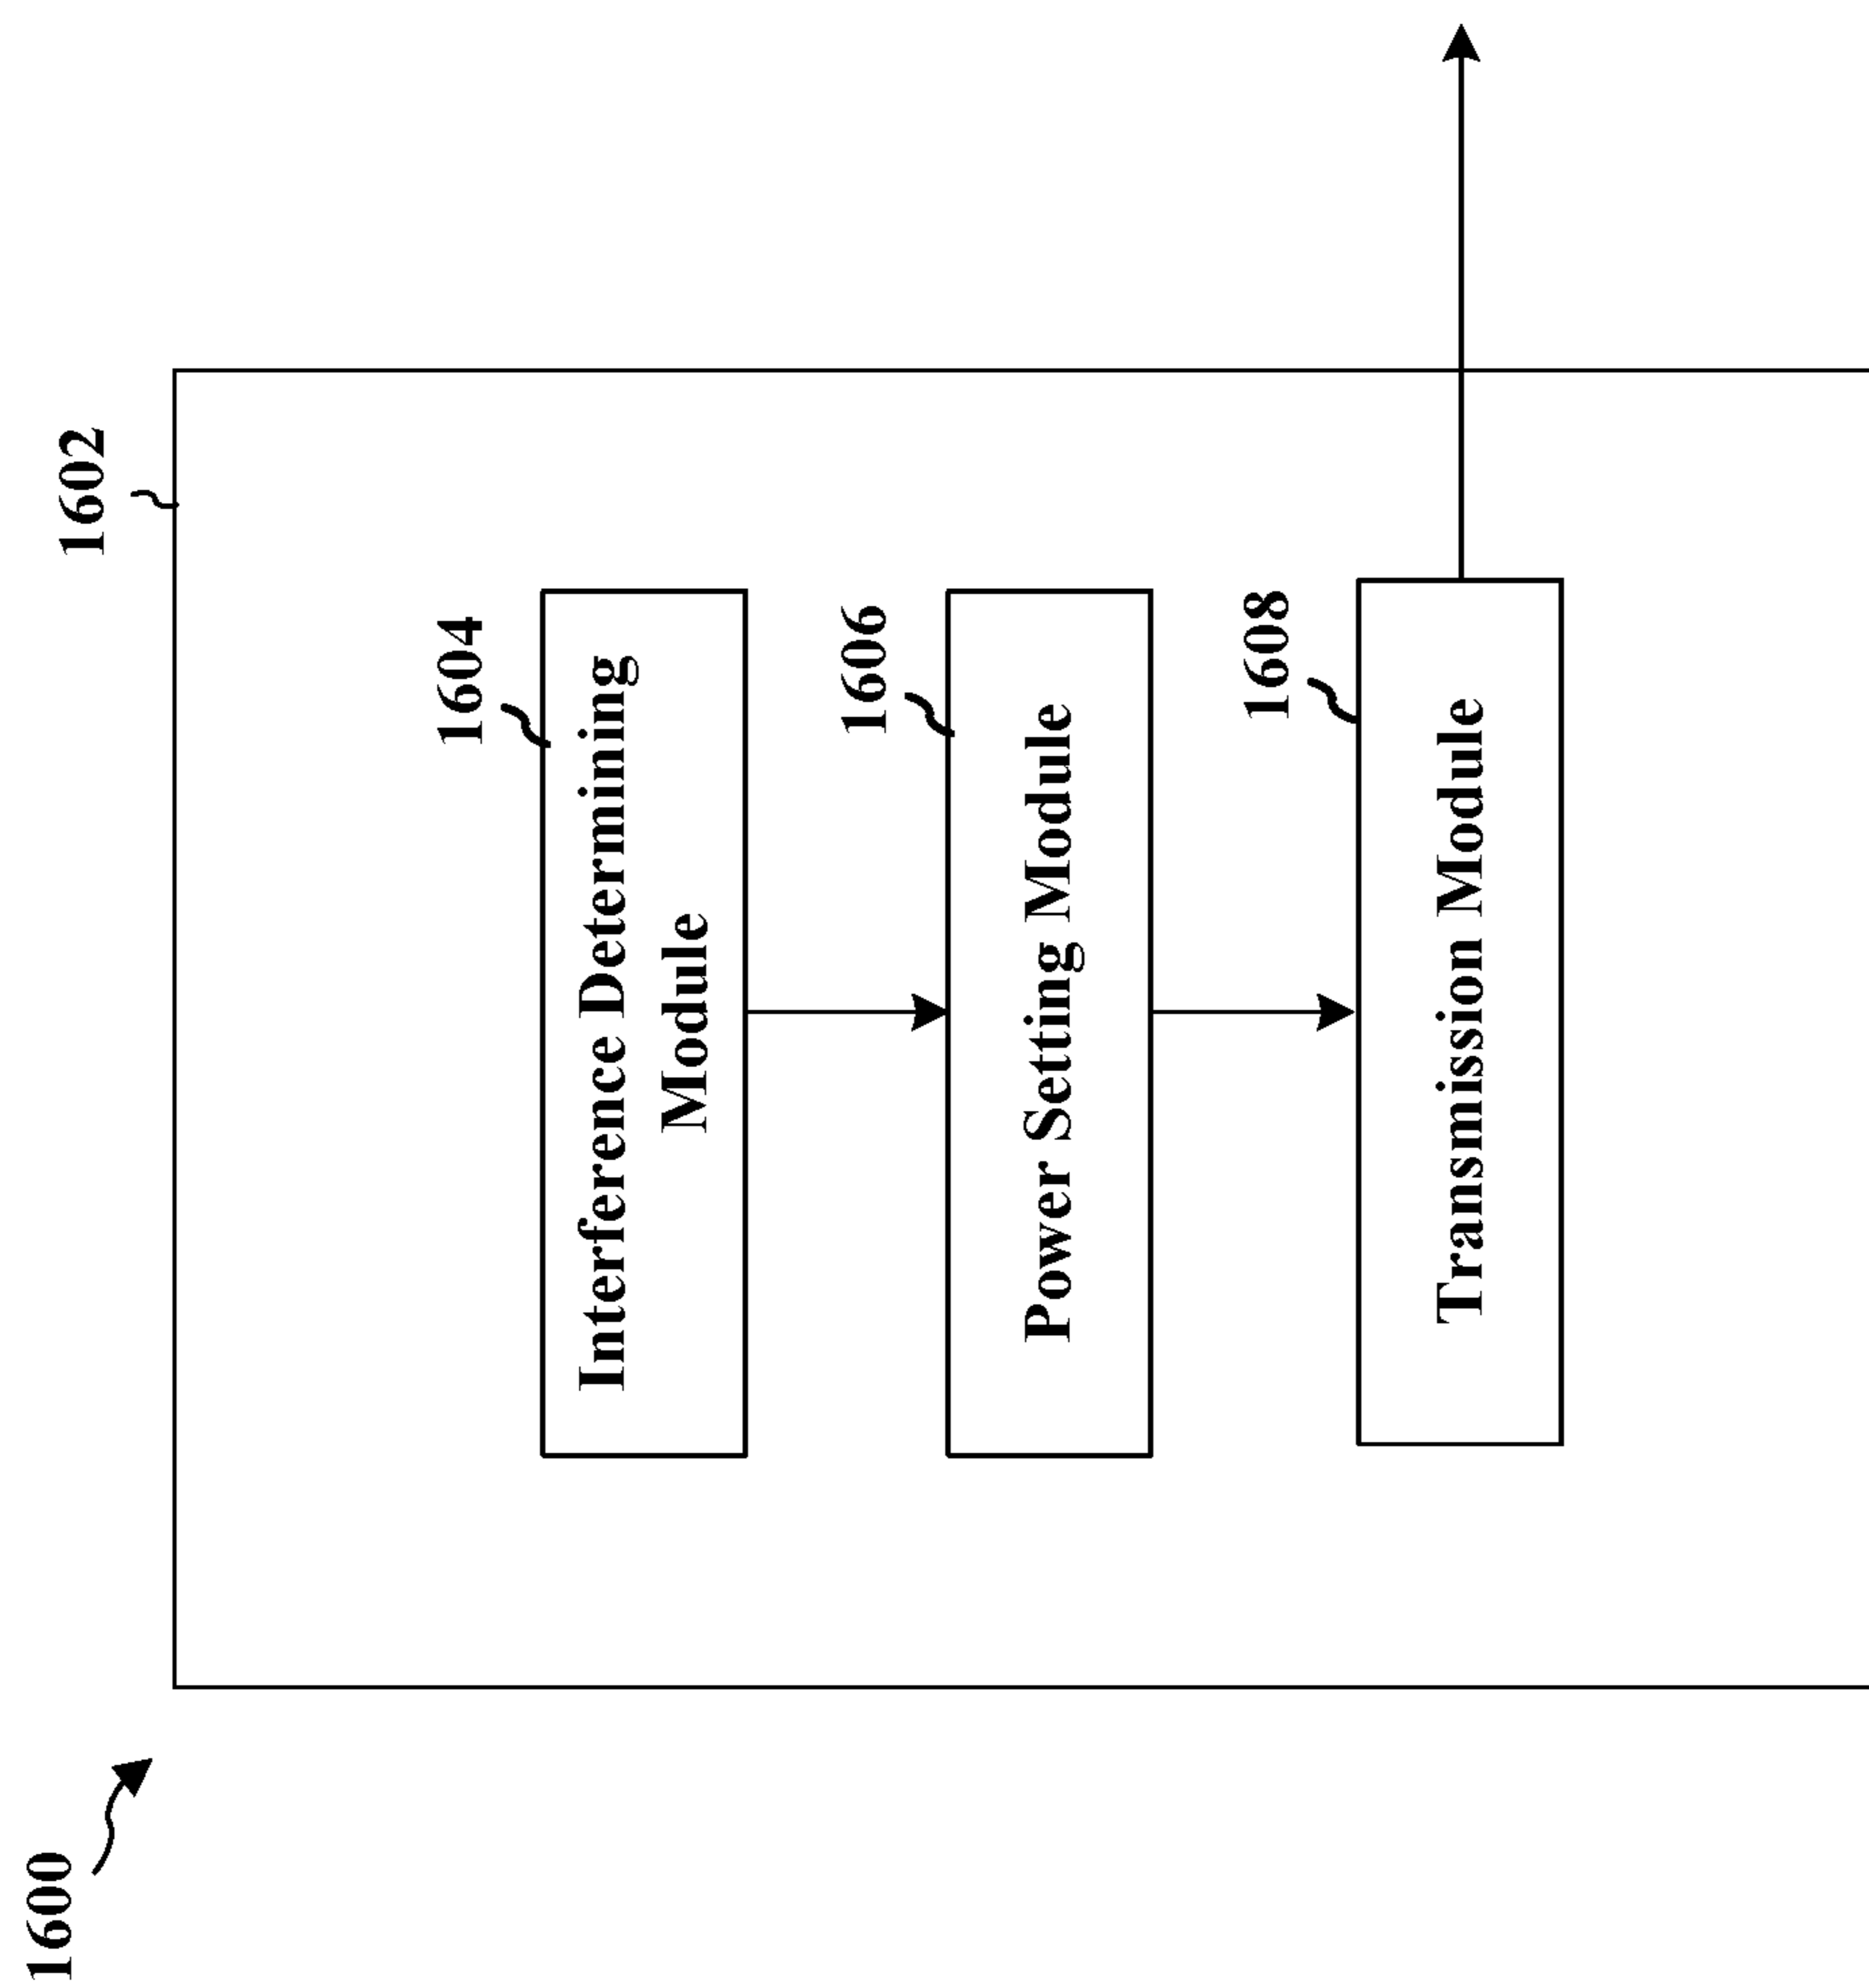 1600
1602
1604
Interference Determining
Module
1606
Power Setting Module
1608
Transmission Module